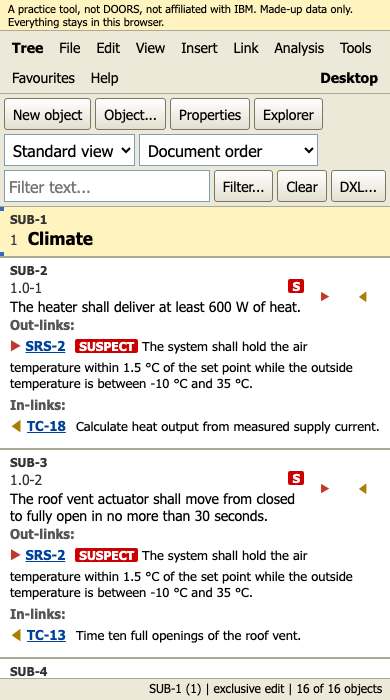 A practice tool, not DOORS, not affiliated with IBM. Made-up data only.
Everything stays in this browser.
Tree File Edit View Insert Link Analysis Tools
Favourites Help Desktop
New object Object... Properties Explorer
Standard view Document order
Filter text... Filter... Clear DXL...
SUB-1
1 Climate
SUB-2
1.0-1 S
The heater shall deliver at least 600 W of heat.
Out-links:
SRS-2 SUSPECT The system shall hold the air
temperature within 1.5 °C of the set point while the outside
temperature is between -10 °C and 35 °C.
In-links:
TC-18 Calculate heat output from measured supply current.
SUB-3
1.0-2 S
The roof vent actuator shall move from closed
to fully open in no more than 30 seconds.
Out-links:
SRS-2 SUSPECT The system shall hold the air
temperature within 1.5 °C of the set point while the outside
temperature is between -10 °C and 35 °C.
In-links:
TC-13 Time ten full openings of the roof vent.
SUB-4
SUB-1 (1) | exclusive edit | 16 of 16 objects